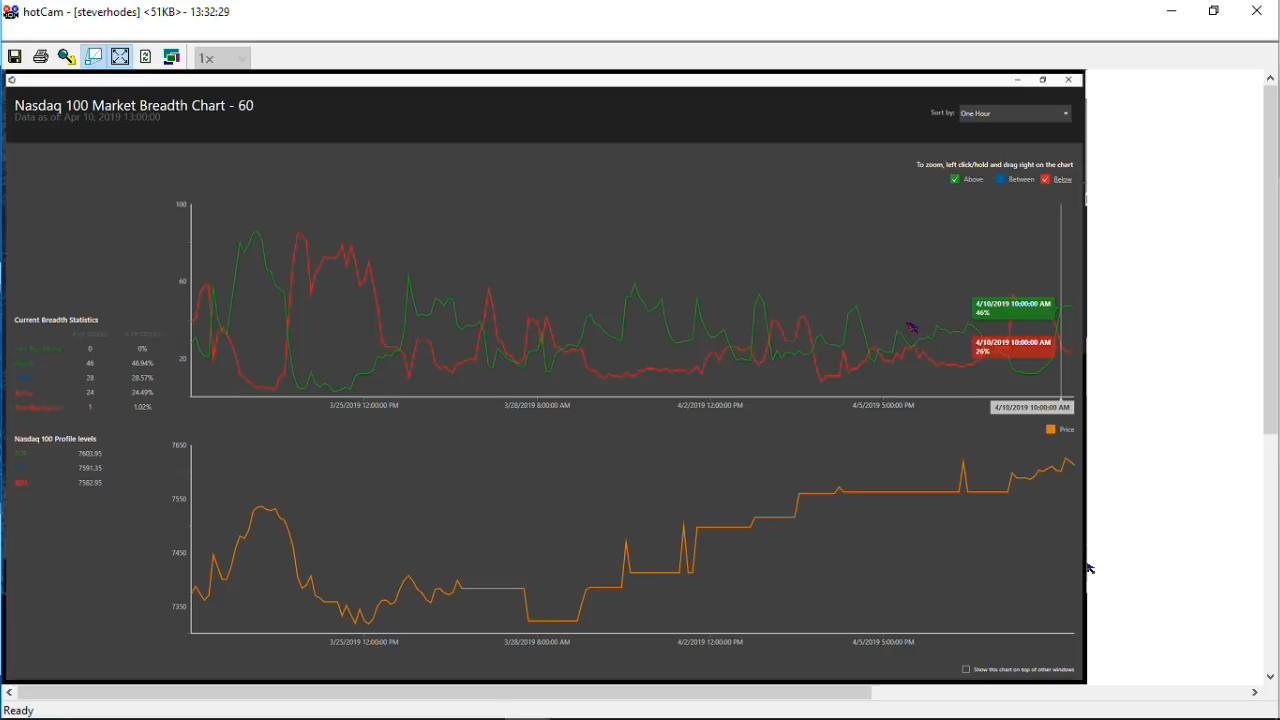 hotCam - [steverhodes] <51KB> - 13:32:29
1x
Nasdaq 100 Market Breadth Chart - 60
Data as of: Apr 10, 2019 13:00:00
Sort by: One Hour
To zoom, left click/hold and drag right on the chart
Above Between Below
100
60
20
4/10/2019 10:00:00 AM
46%
4/10/2019 10:00:00 AM
26%
3/25/2019 12:00:00 PM 3/28/2019 8:00:00 AM 4/2/2019 12:00:00 PM 4/5/2019 5:00:00 PM 4/10/2019 10:00:00 AM
Current Breadth Statistics
0 0%
46 46.94%
28 28.57%
24 24.49%
1 1.02%
Nasdaq 100 Profile levels
7603.95
7591.35
7582.95
Price
7650
7550
7450
7350
3/25/2019 12:00:00 PM 3/28/2019 8:00:00 AM 4/2/2019 12:00:00 PM 4/5/2019 5:00:00 PM
Show this chart on top of other windows
Ready